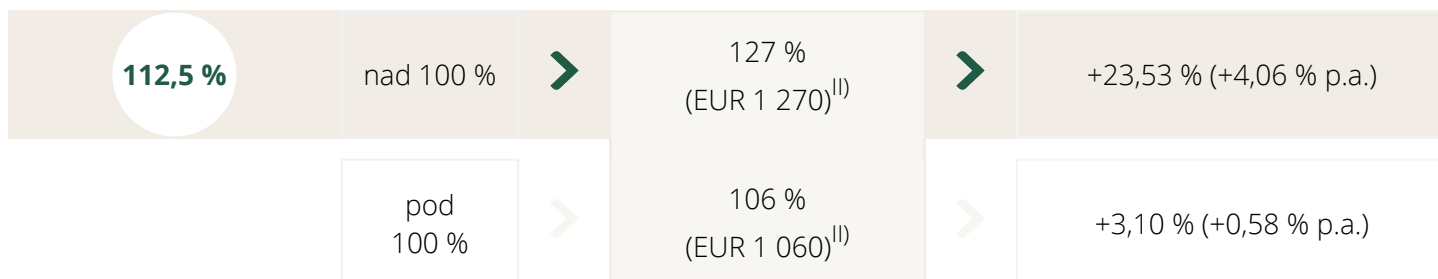 112,5 %
nad 100 %
127 %
(EUR 1 270)II)
+23,53 % (+4,06 % p.a.)
pod
100 %
106 %
(EUR 1 060)II)
+3,10 % (+0,58 % p.a.)